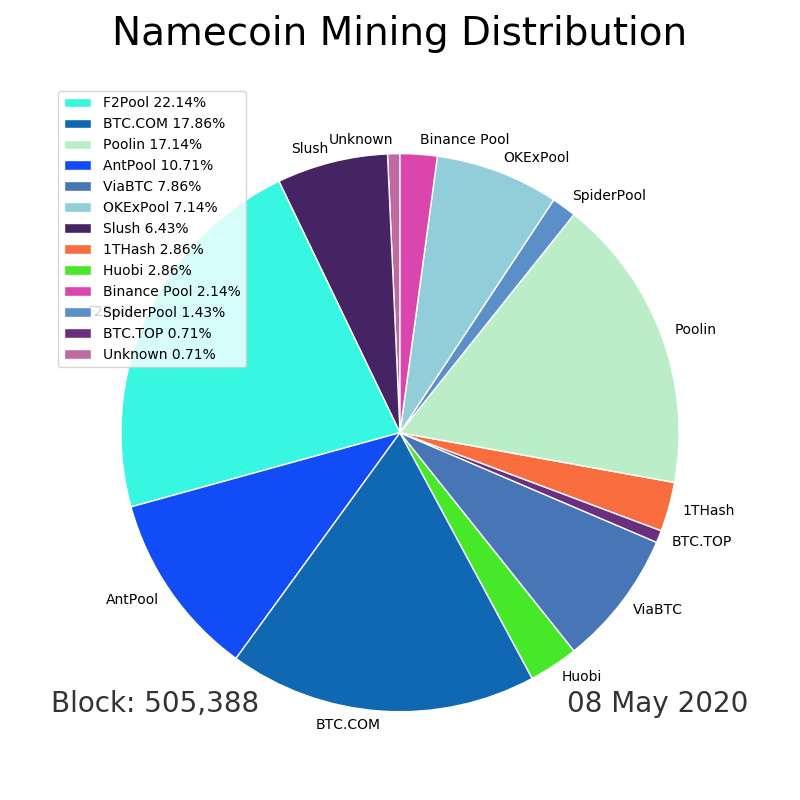 Namecoin Mining Distribution
F2Pool 22.14%
BTC.COM 17.86%
Poolin 17.14%
AntPool 10.71%
ViaBTC 7.86%
OKExPool 7.14%
Slush 6.43%
1THash 2.86%
Huobi 2.86%
Binance Pool 2.14%
SpiderPool 1.43%
BTC.TOP 0.71%
Unknown 0.71%
Slush
Unknown
Binance Pool
OKExPool
SpiderPool
Poolin
1THash
BTC.TOP
ViaBTC
Huobi
BTC.COM
AntPool
Block: 505,388
08 May 2020